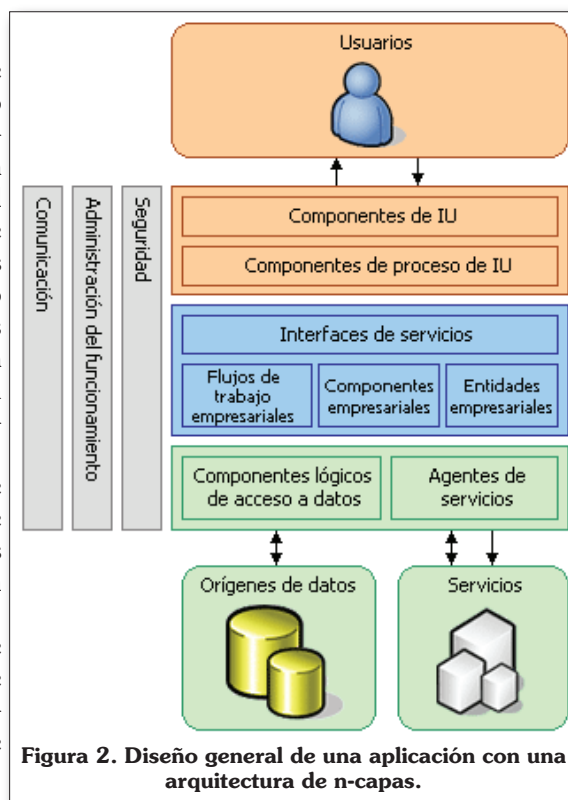 Usuarios
Comunicación
Administración del funcionamiento
Seguridad
Componentes de IU
Componentes de proceso de IU
Interfaces de servicios
Flujos de
trabajo
empresariales
Componentes
empresariales
Entidades
empresariales
Componentes lógicos
de acceso a datos
Agentes de
servicios
Orígenes de datos
Servicios
Figura 2. Diseño general de una aplicación con una
arquitectura de n-capas.